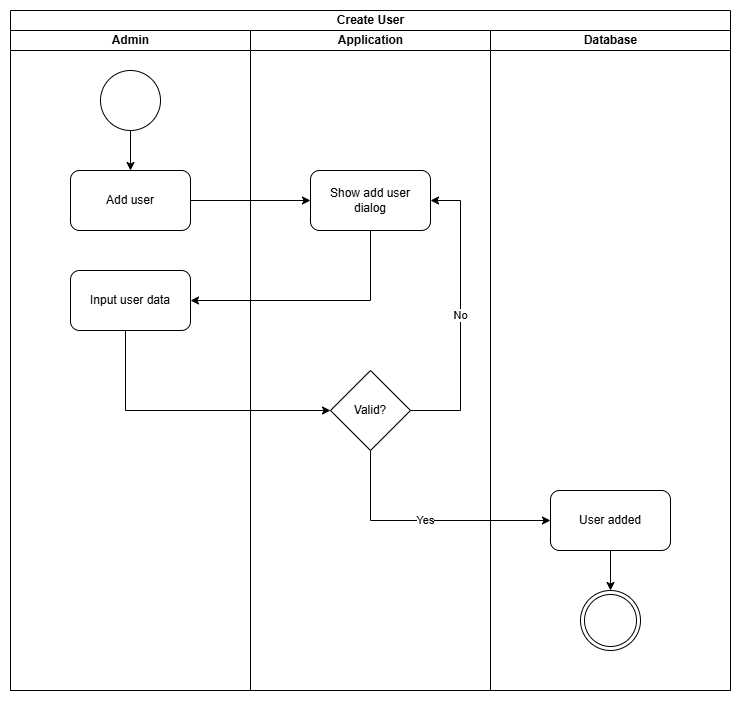 Create User
Admin
Application
Database
Add user
Show add user
dialog
Input user data
No
Valid?
Yes
User added